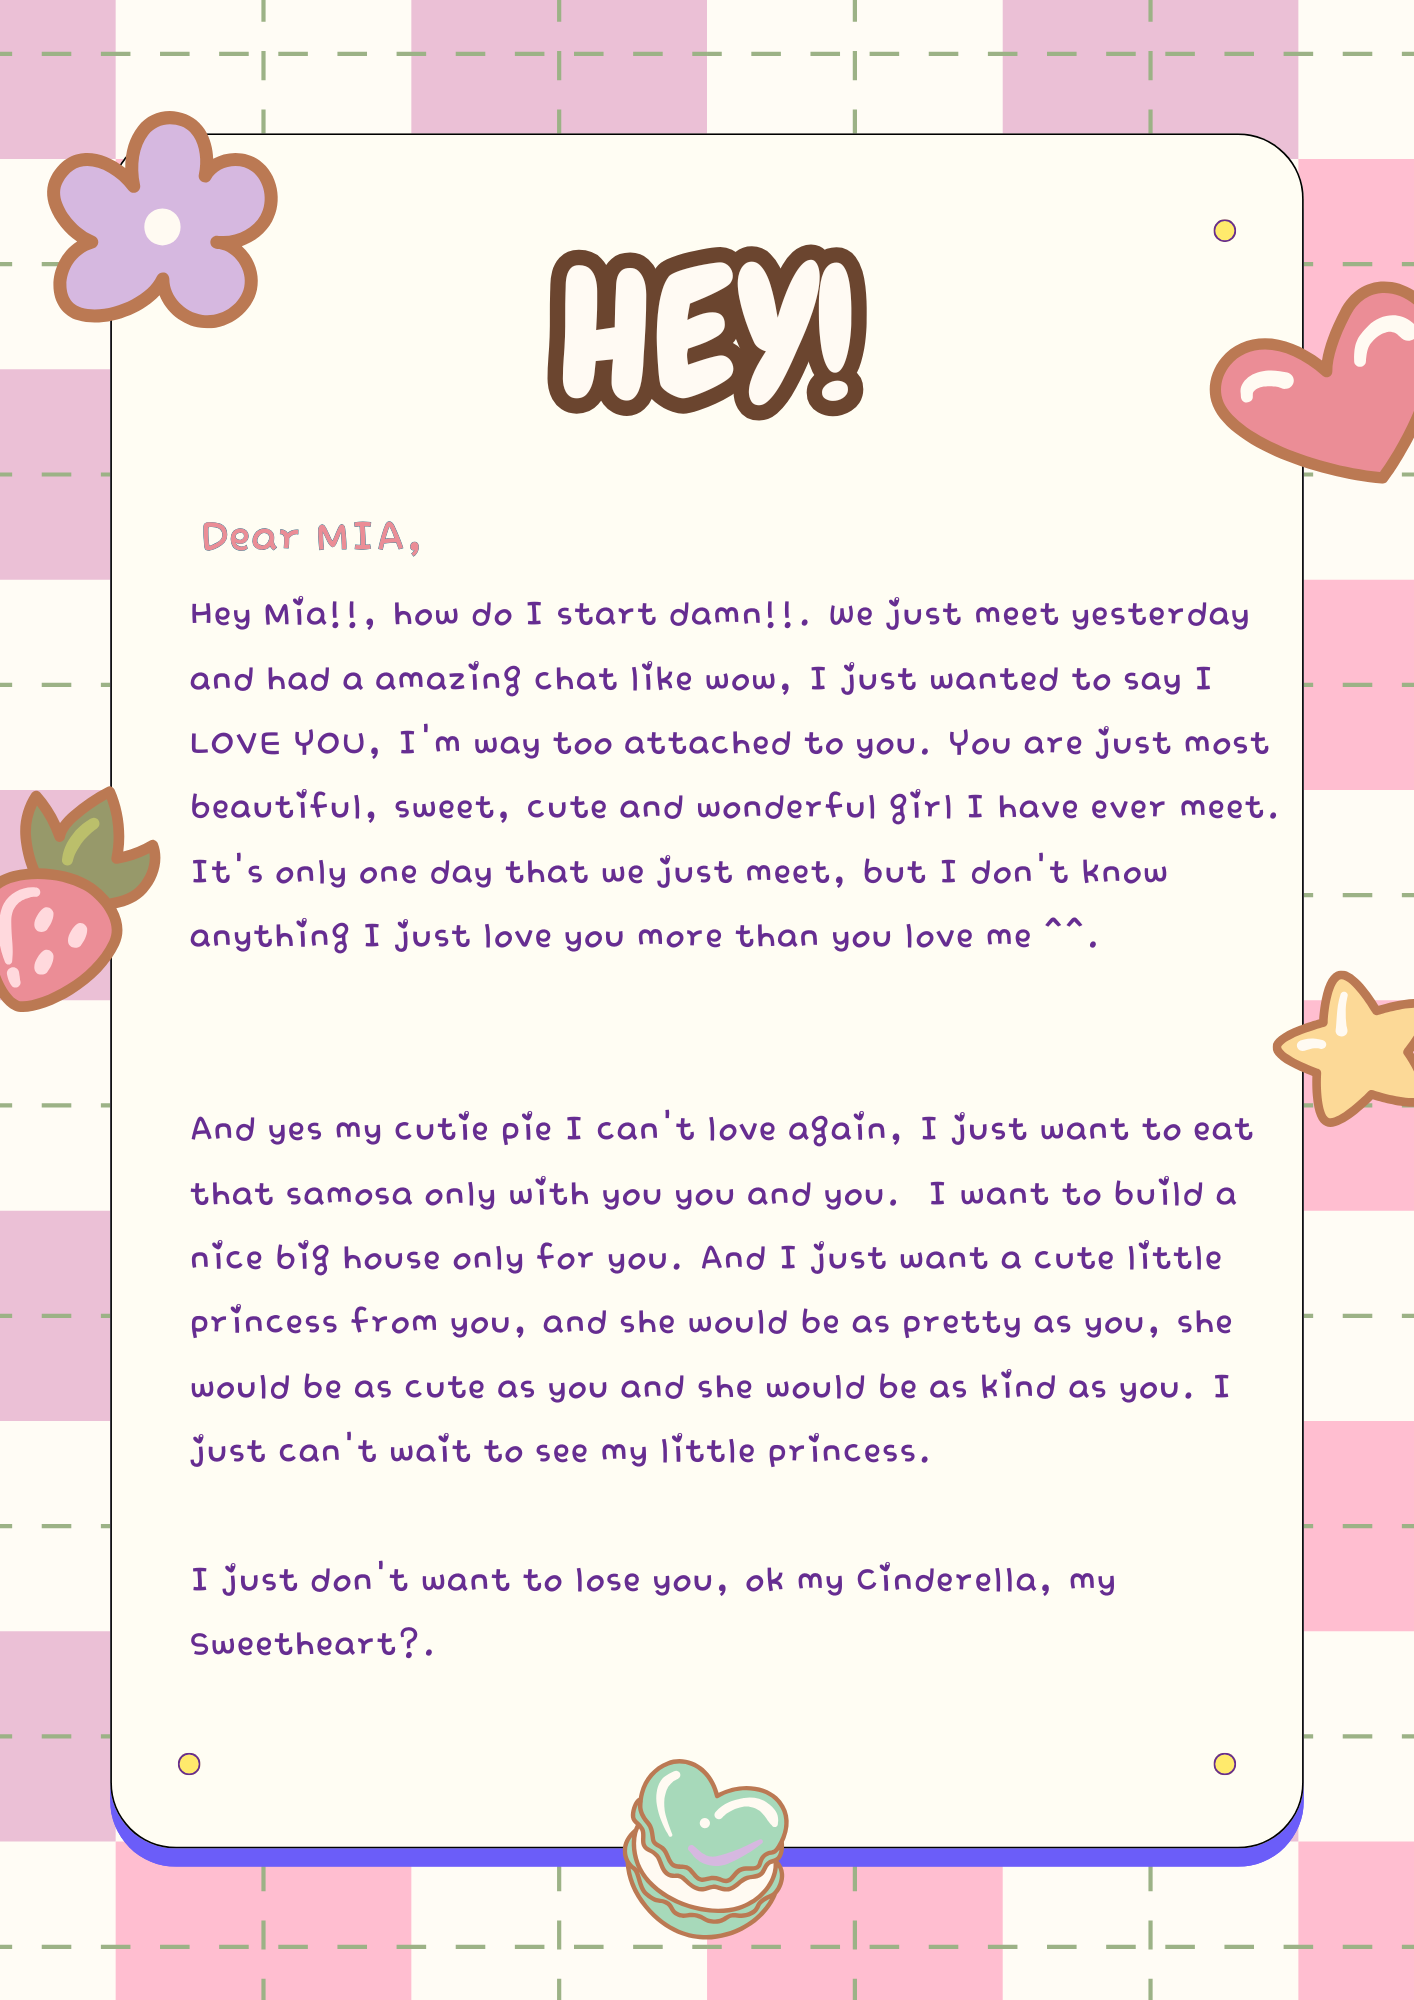 HEY!
Dear MIA,
Hey Mia!!, how do I start damn!!. We just meet yesterday
and had a amazing chat like wow, I just wanted to say I
LOVE YOU, I'm way too attached to you. You are just most
beautiful, sweet, cute and wonderful girl I have ever meet.
It's only one day that we just meet, but I don't know
anything I just love you more than you love me ^^.
And yes my cutie pie I can't love again, I just want to eat
that samosa only with you you and you. I want to build a
nice big house only for you. And I just want a cute little
princess from you, and she would be as pretty as you, she
would be as cute as you and she would be as kind as you. I
just can't wait to see my little princess.
I just don't want to lose you, ok my Cinderella, my
Sweetheart?.